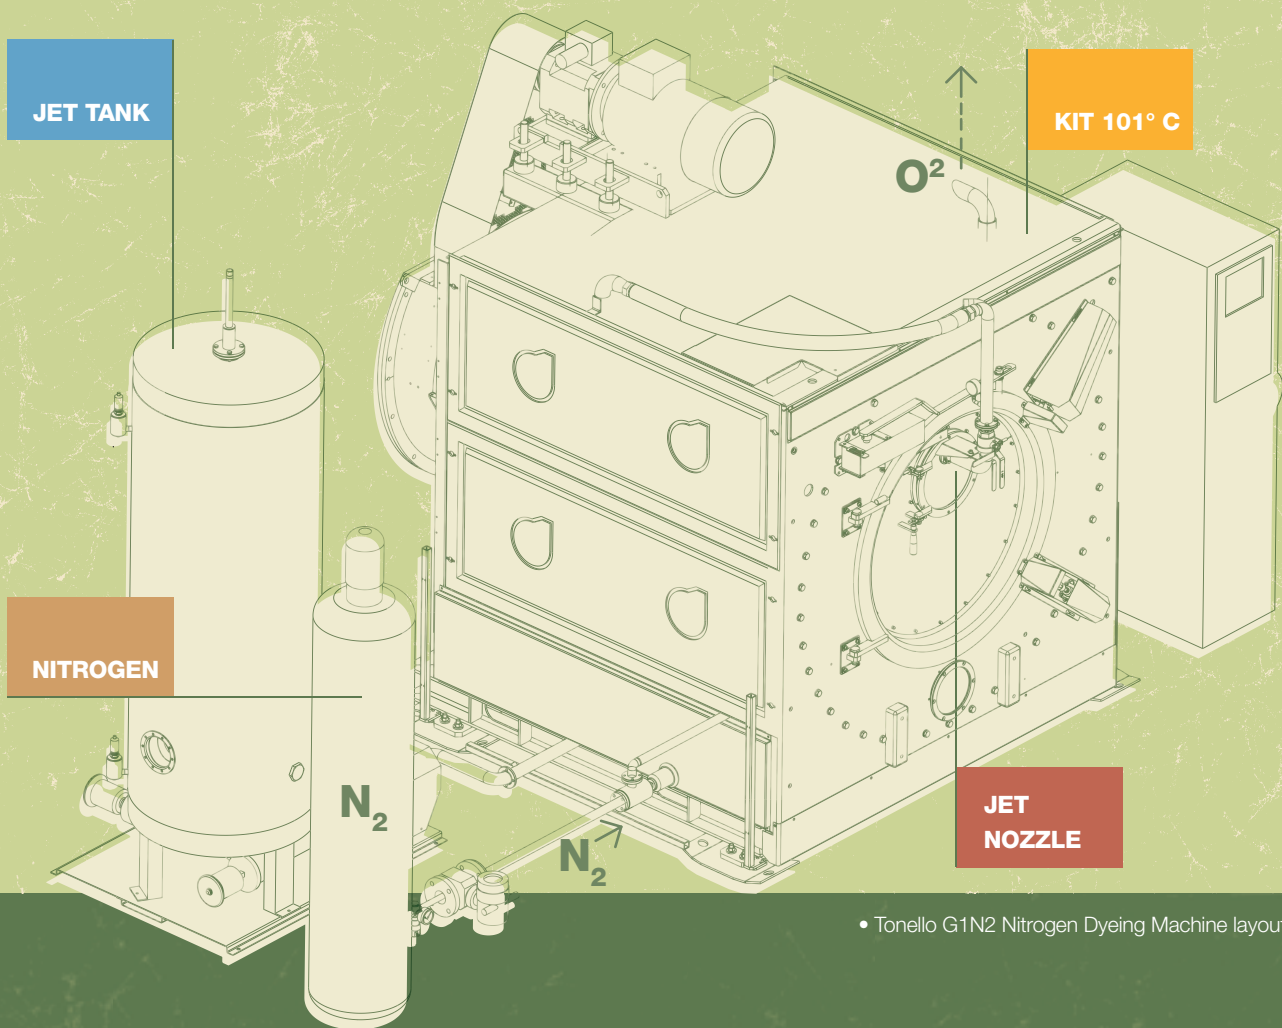 JET TANK
KIT 101° C
O²
NITROGEN
N₂
N₂
JET
NOZZLE
• Tonello G1N2 Nitrogen Dyeing Machine layout